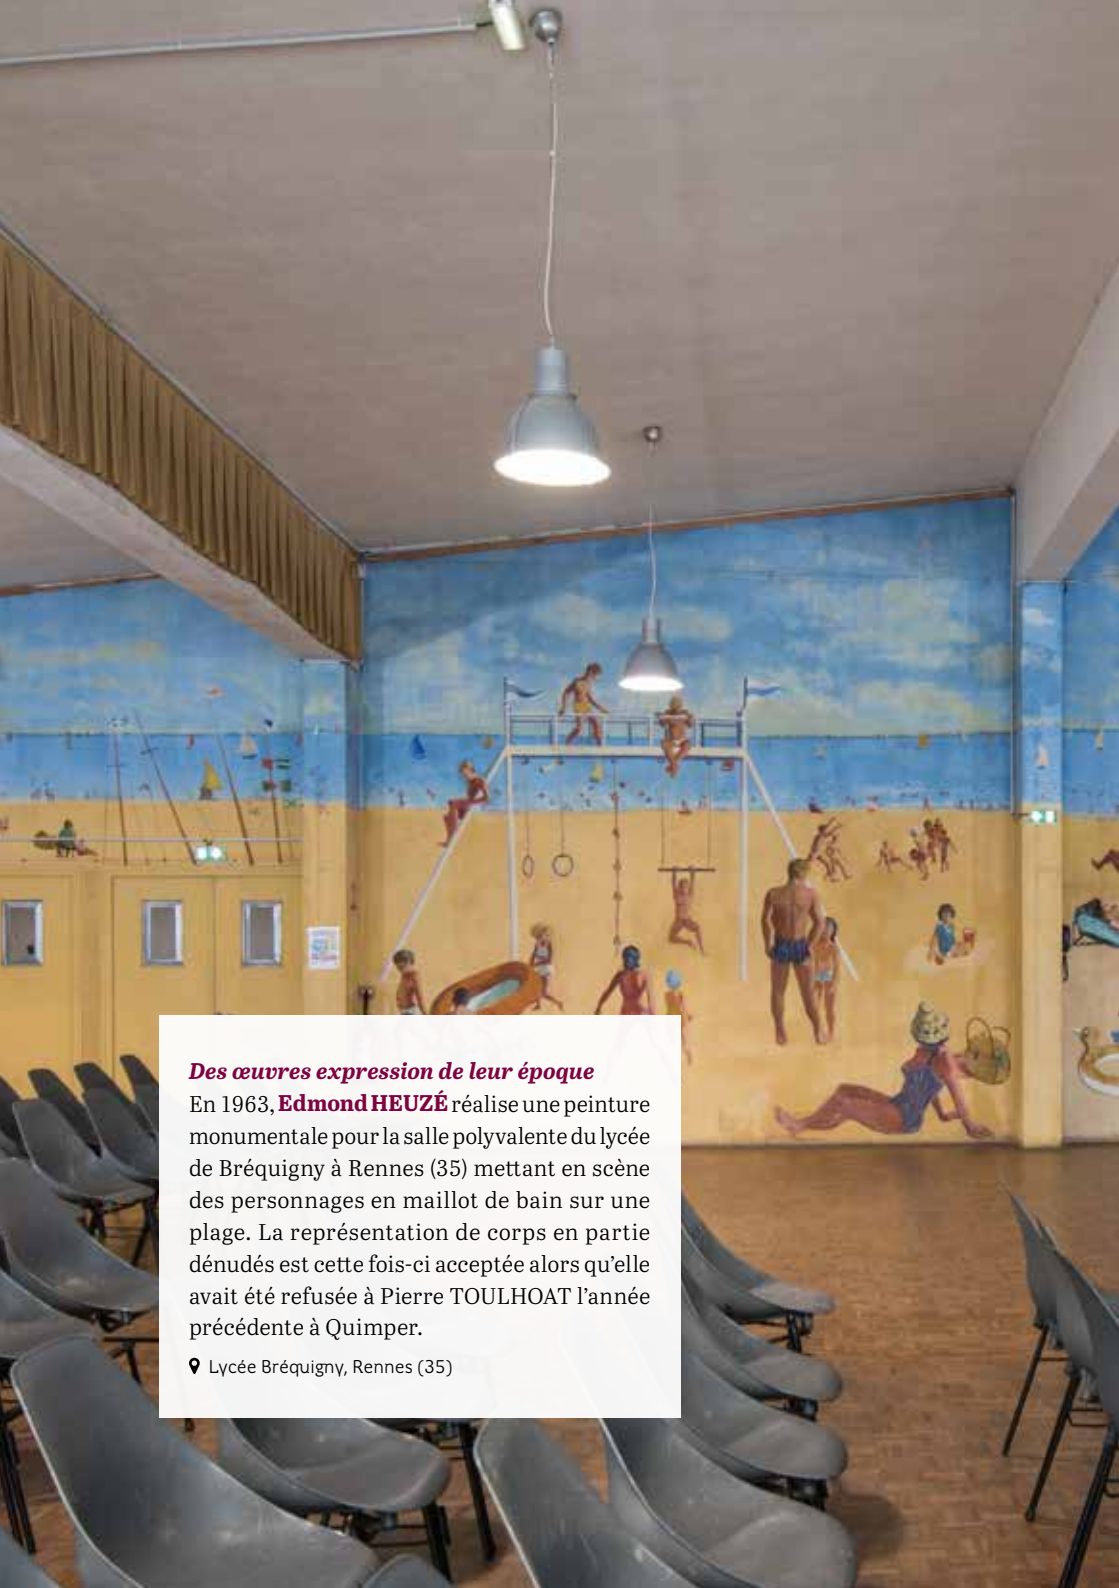 Des œuvres expression de leur époque
En 1963, Edmond HEUZÉ réalise une peinture
monumentale pour la salle polyvalente du lycée
de Bréquigny à Rennes (35) mettant en scène
des personnages en maillot de bain sur une
plage. La représentation de corps en partie
dénudés est cette fois-ci acceptée alors qu’elle
avait été refusée à Pierre TOULHOAT l’année
précédente à Quimper.
Lycée Bréquigny, Rennes (35)